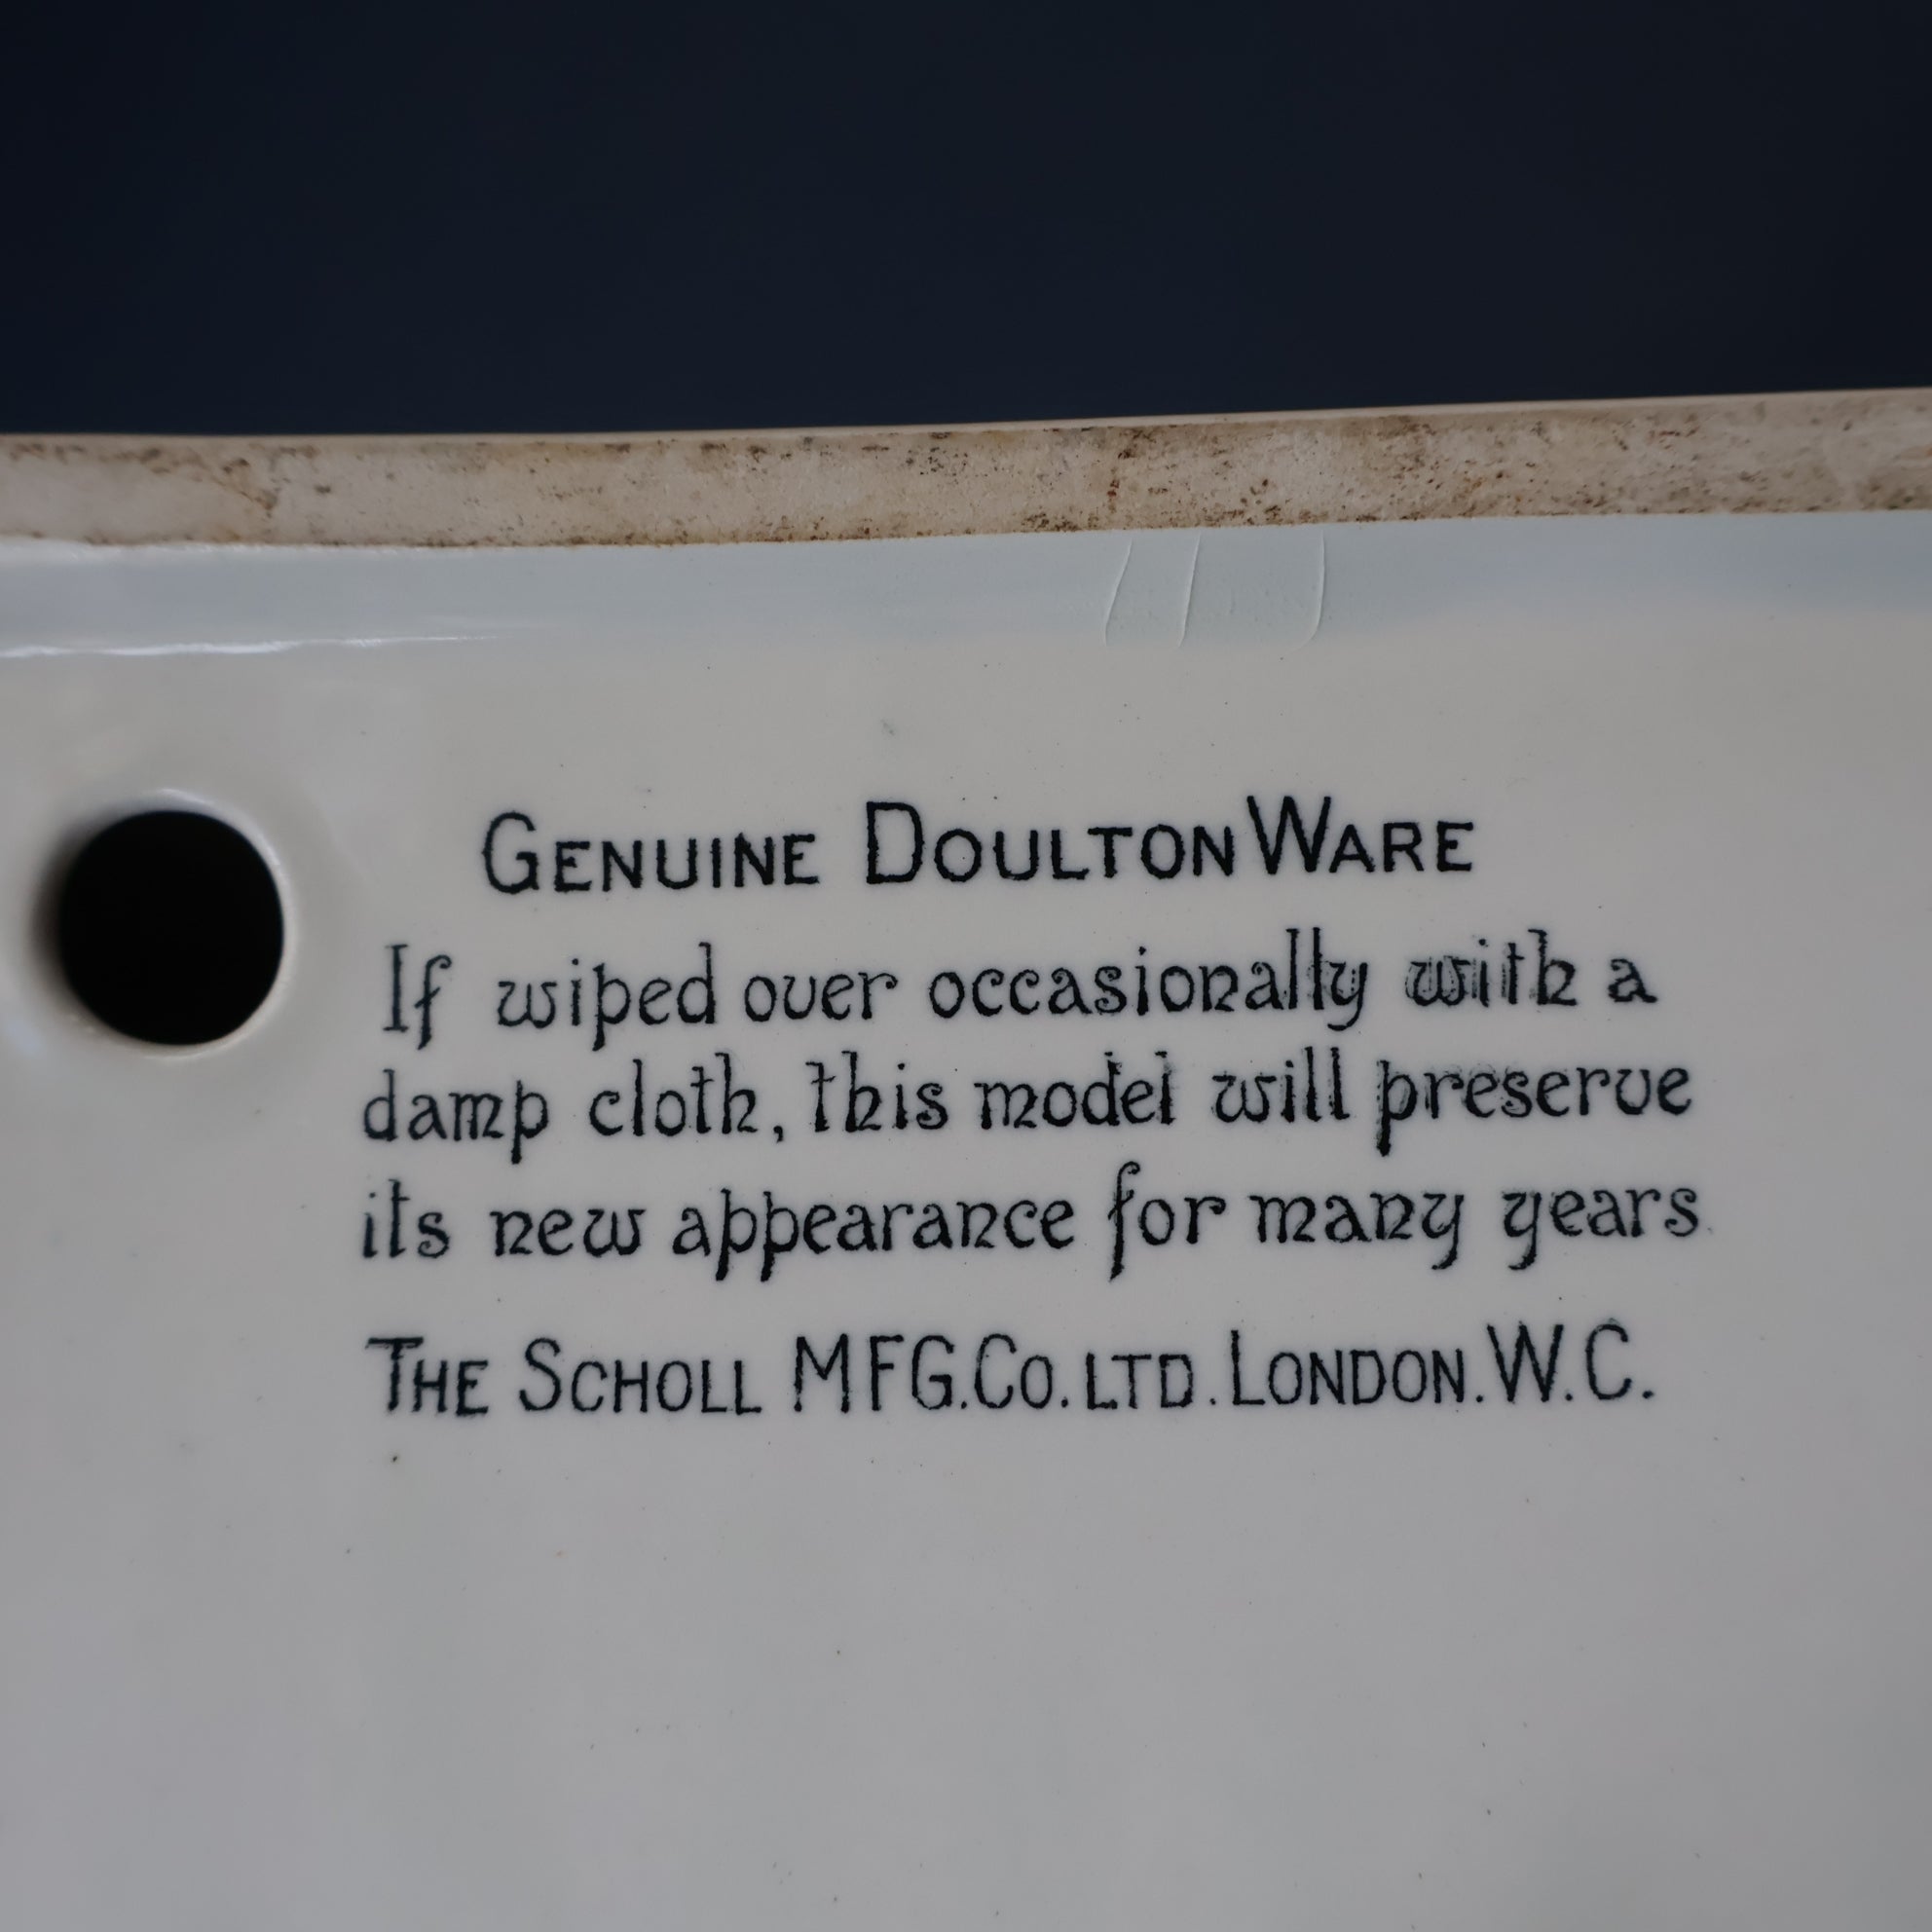 GENUINE DOULTON WARE
If wiped over occasionally with a
damp cloth, this model will preserve
its new appearance for many years.
THE SCHOLL MFG. CO. LTD. LONDON. W.C.